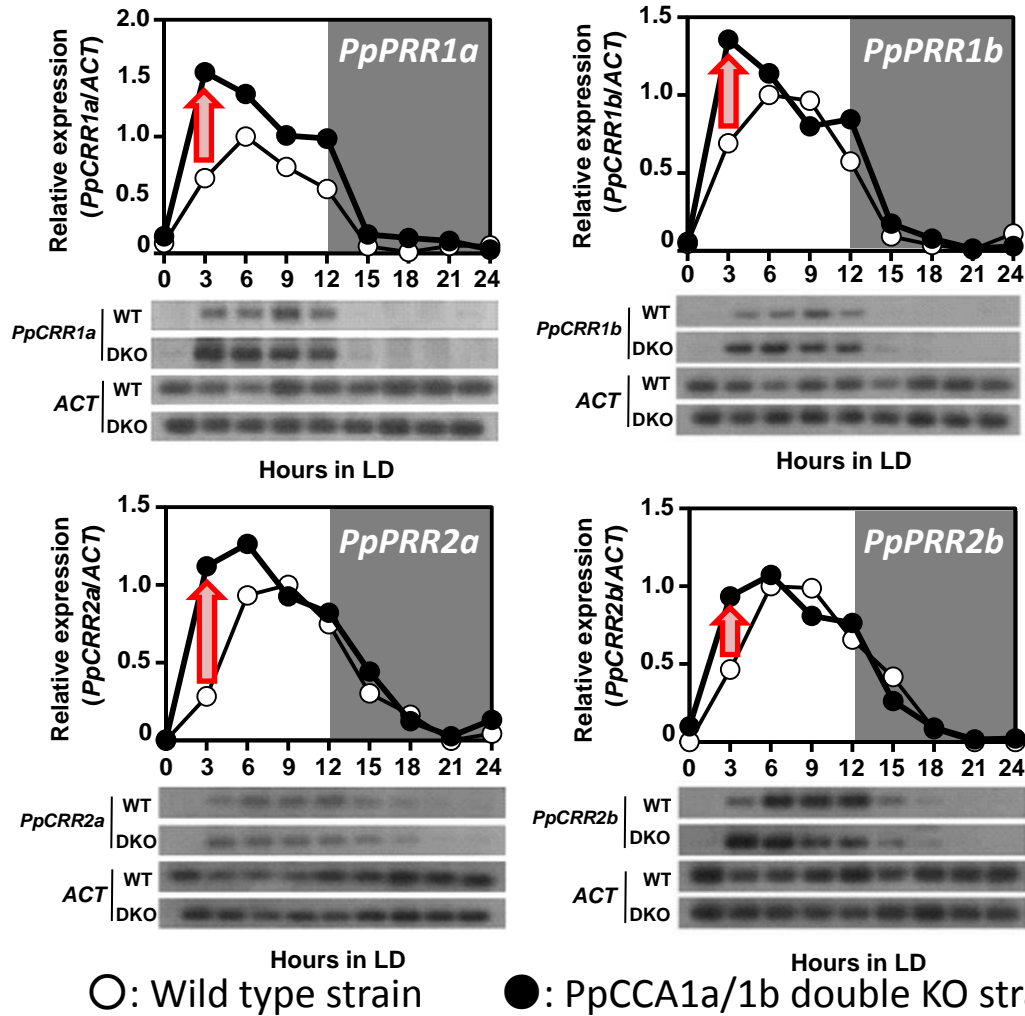 Relative expression
(PpCRR1a/ACT)
2.0
1.5
1.0
0.5
0
PpPRR1a
0 3 6 9 12 15 18 21 24
PpCRR1a
WT
DKO
ACT
WT
DKO
Hours in LD
Relative expression
(PpCRR1b/ACT)
1.5
1.0
0.5
0
PpPRR1b
0 3 6 9 12 15 18 21 24
PpCRR1b
WT
DKO
ACT
WT
DKO
Hours in LD
Relative expression
(PpCRR2a/ACT)
1.5
1.0
0.5
0
PpPRR2a
0 3 6 9 12 15 18 21 24
PpCRR2a
WT
DKO
ACT
WT
DKO
Hours in LD
Relative expression
(PpCRR2b/ACT)
1.5
1.0
0.5
0
PpPRR2b
0 3 6 9 12 15 18 21 24
PpCRR2b
WT
DKO
ACT
WT
DKO
Hours in LD
: Wild type strain
: PpCCA1a/1b double KO stra